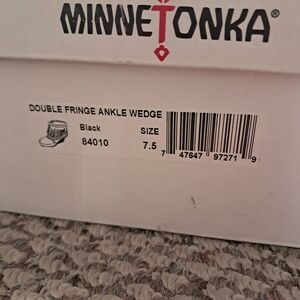 MINNETONKA®
DOUBLE FRINGE ANKLE WEDGE
Black SIZE
84010 7.5
7 47647 97271 9